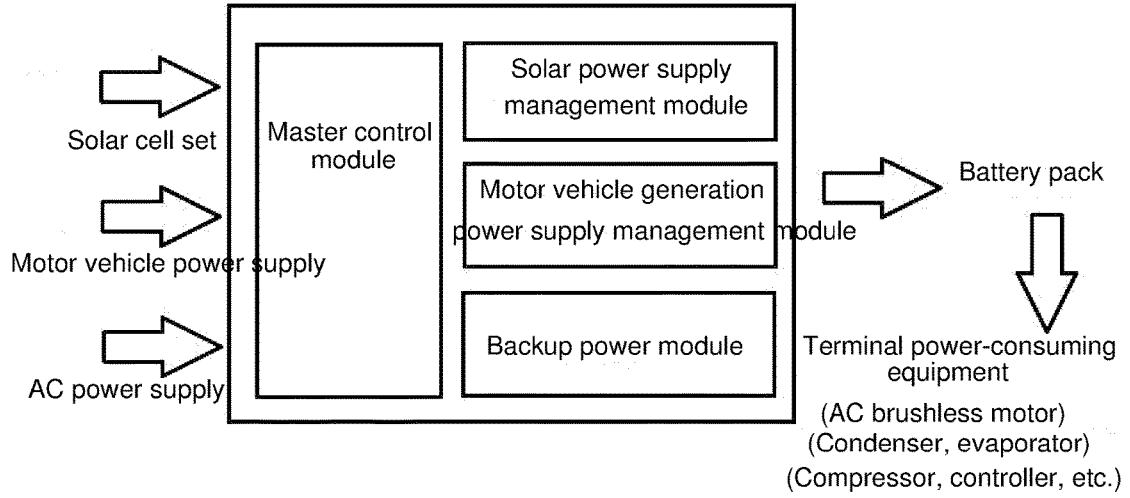 Solar cell set
Motor vehicle power supply
AC power supply
Master control
module
Solar power supply
management module
Motor vehicle generation
power supply management module
Backup power module
Battery pack
Terminal power-consuming
equipment
(AC brushless motor)
(Condenser, evaporator)
(Compressor, controller, etc.)